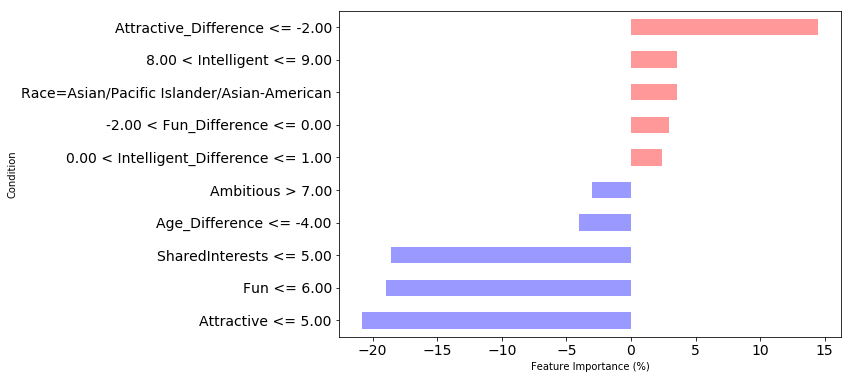 Attractive_Difference <= -2.00
8.00 < Intelligent <= 9.00
Race=Asian/Pacific Islander/Asian-American
-2.00 < Fun_Difference <= 0.00
0.00 < Intelligent_Difference <= 1.00
Ambitious > 7.00
Age_Difference <= -4.00
SharedInterests <= 5.00
Fun <= 6.00
Attractive <= 5.00
Condition
−20 −15 −10 −5 0 5 10 15
Feature Importance (%)